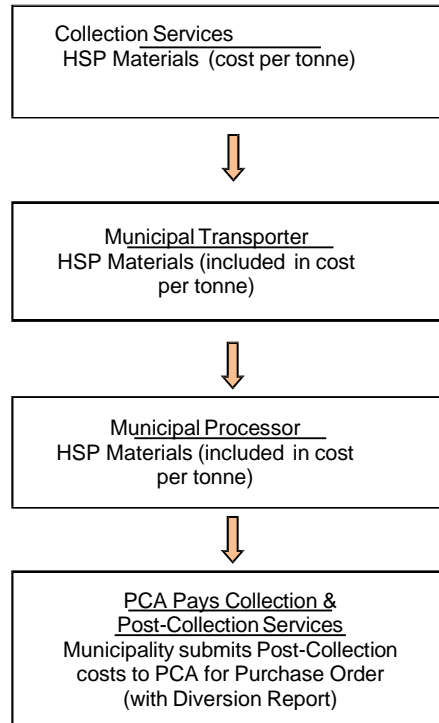 Collection Services
HSP Materials (cost per tonne)
Municipal Transporter
HSP Materials (included in cost
per tonne)
Municipal Processor
HSP Materials (included in cost
per tonne)
PCA Pays Collection &
Post-Collection Services
Municipality submits Post-Collection
costs to PCA for Purchase Order
(with Diversion Report)